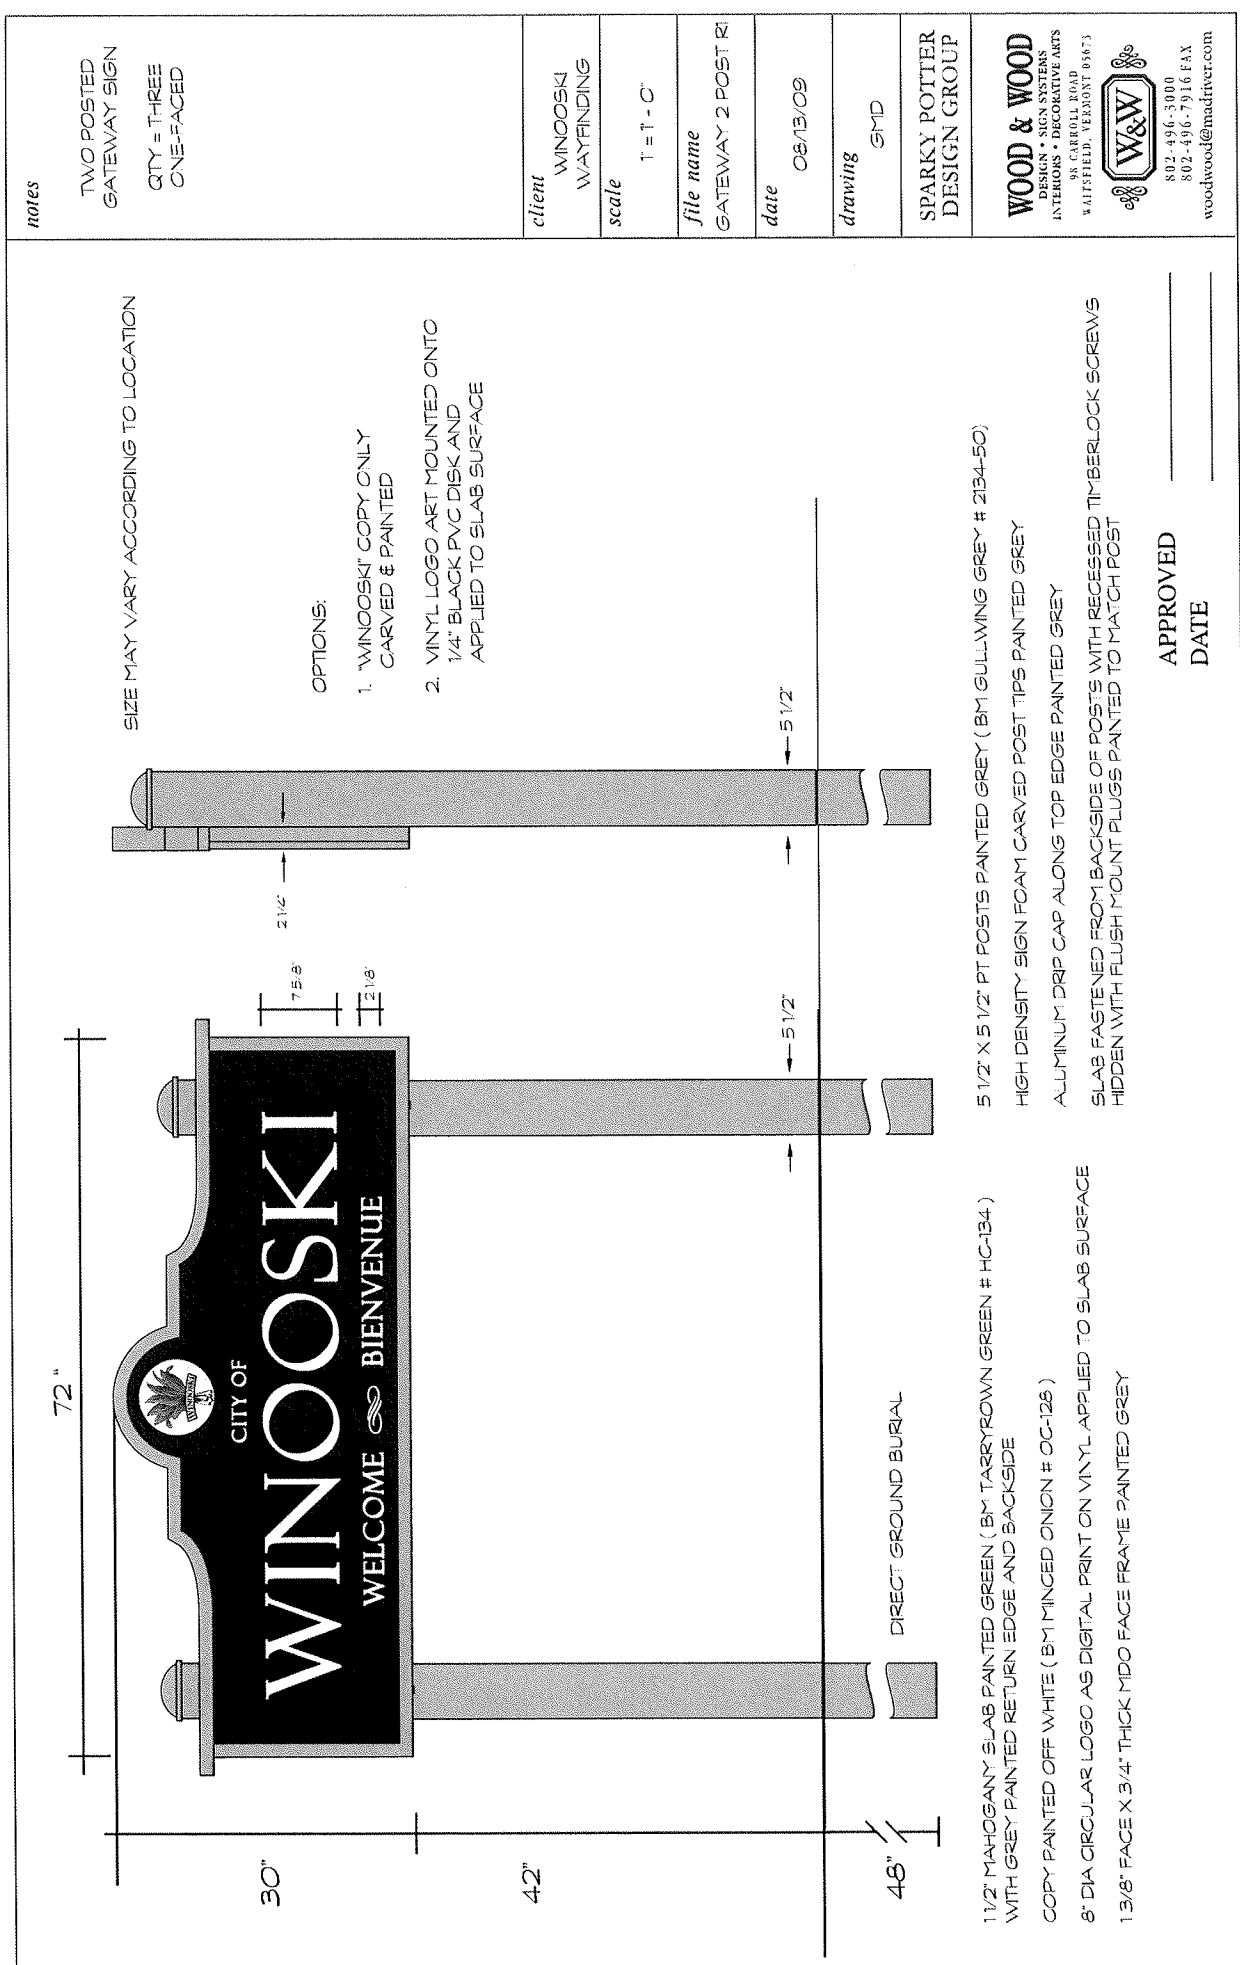 72"
CITY OF
WINOOSKI
WELCOME BIENVENUE
WINOOSKI
7 5/8"
2 1/8"
2 1/4"
5 1/2"
5 1/2"
30"
42"
48"
DIRECT GROUND BURIAL
SIZE MAY VARY ACCORDING TO LOCATION
OPTIONS:
1. "WINOOSKI" COPY ONLY
CARVED & PAINTED
2. VINYL LOGO ART MOUNTED ONTO
1/4" BLACK PVC DISK AND
APPLIED TO SLAB SURFACE
1 1/2" MAHOGANY SLAB PAINTED GREEN ( BM TARRYROWN GREEN # HC-134 )
WITH GREY PAINTED RETURN EDGE AND BACKSIDE
COPY PAINTED OFF WHITE ( BM MINCED ONION # OC-128 )
8" DIA CIRCULAR LOGO AS DIGITAL PRINT ON VINYL APPLIED TO SLAB SURFACE
1 3/8" FACE X 3/4" THICK MDO FACE FRAME PAINTED GREY
5 1/2" X 5 1/2" PT POSTS PAINTED GREY ( BM GULLWING GREY # 2134-50)
HIGH DENSITY SIGN FOAM CARVED POST TIPS PAINTED GREY
ALUMINUM DRIP CAP ALONG TOP EDGE PAINTED GREY
SLAB FASTENED FROM BACKSIDE OF POSTS WITH RECESSED TIMBERLOCK SCREWS
HIDDEN WITH FLUSH MOUNT PLUGS PAINTED TO MATCH POST
APPROVED
DATE
notes
TWO POSTED
GATEWAY SIGN
QTY = THREE
ONE-FACED
client
WINOOSKI
WAYFINDING
scale
1" = 1' - 0"
file name
GATEWAY 2 POST R1
date
08/13/09
drawing
GMD
SPARKY POTTER
DESIGN GROUP
WOOD & WOOD
DESIGN • SIGN SYSTEMS
INTERIORS • DECORATIVE ARTS
98 CARROLL ROAD
WAITSFIELD, VERMONT 05673
W&W
802-496-3000
802-496-7916 FAX
woodwood@madriver.com